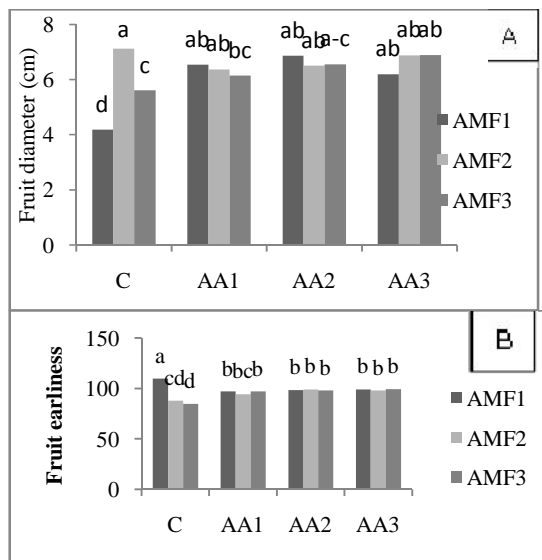 A
Fruit diameter (cm)
8
6
4
2
0
d a c
ab ab bc
ab ab a-c
ab ab ab
C AA1 AA2 AA3
AMF1
AMF2
AMF3
B
Fruit earliness
150
100
50
0
a cd d
b bc b
b b b
b b b
C AA1 AA2 AA3
AMF1
AMF2
AMF3